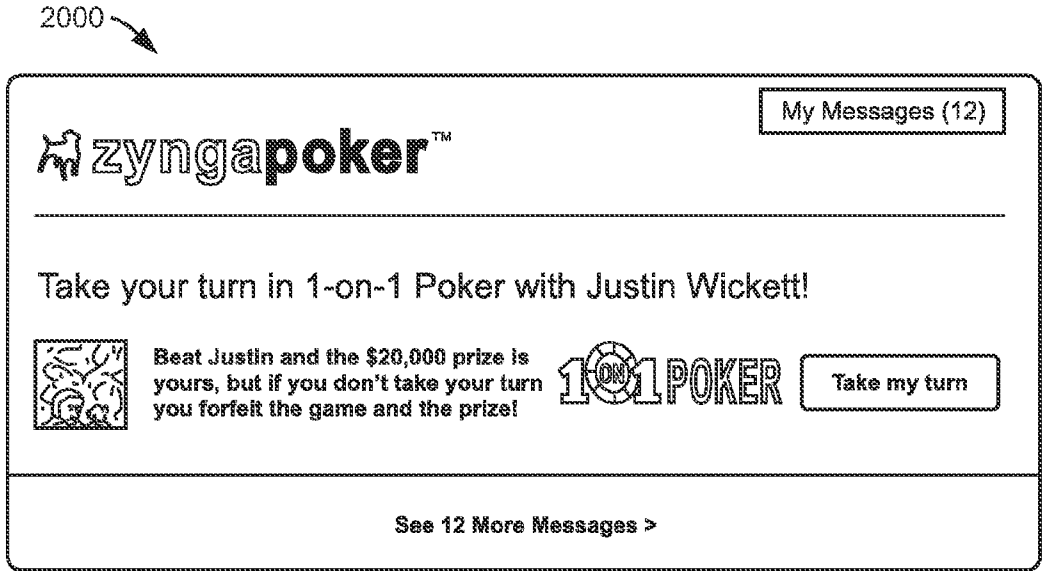 2000
My Messages (12)
zyngapoker™
Take your turn in 1-on-1 Poker with Justin Wickett!
Beat Justin and the $20,000 prize is
yours, but if you don't take your turn
you forfeit the game and the prize!
1 ON 1 POKER
Take my turn
See 12 More Messages >